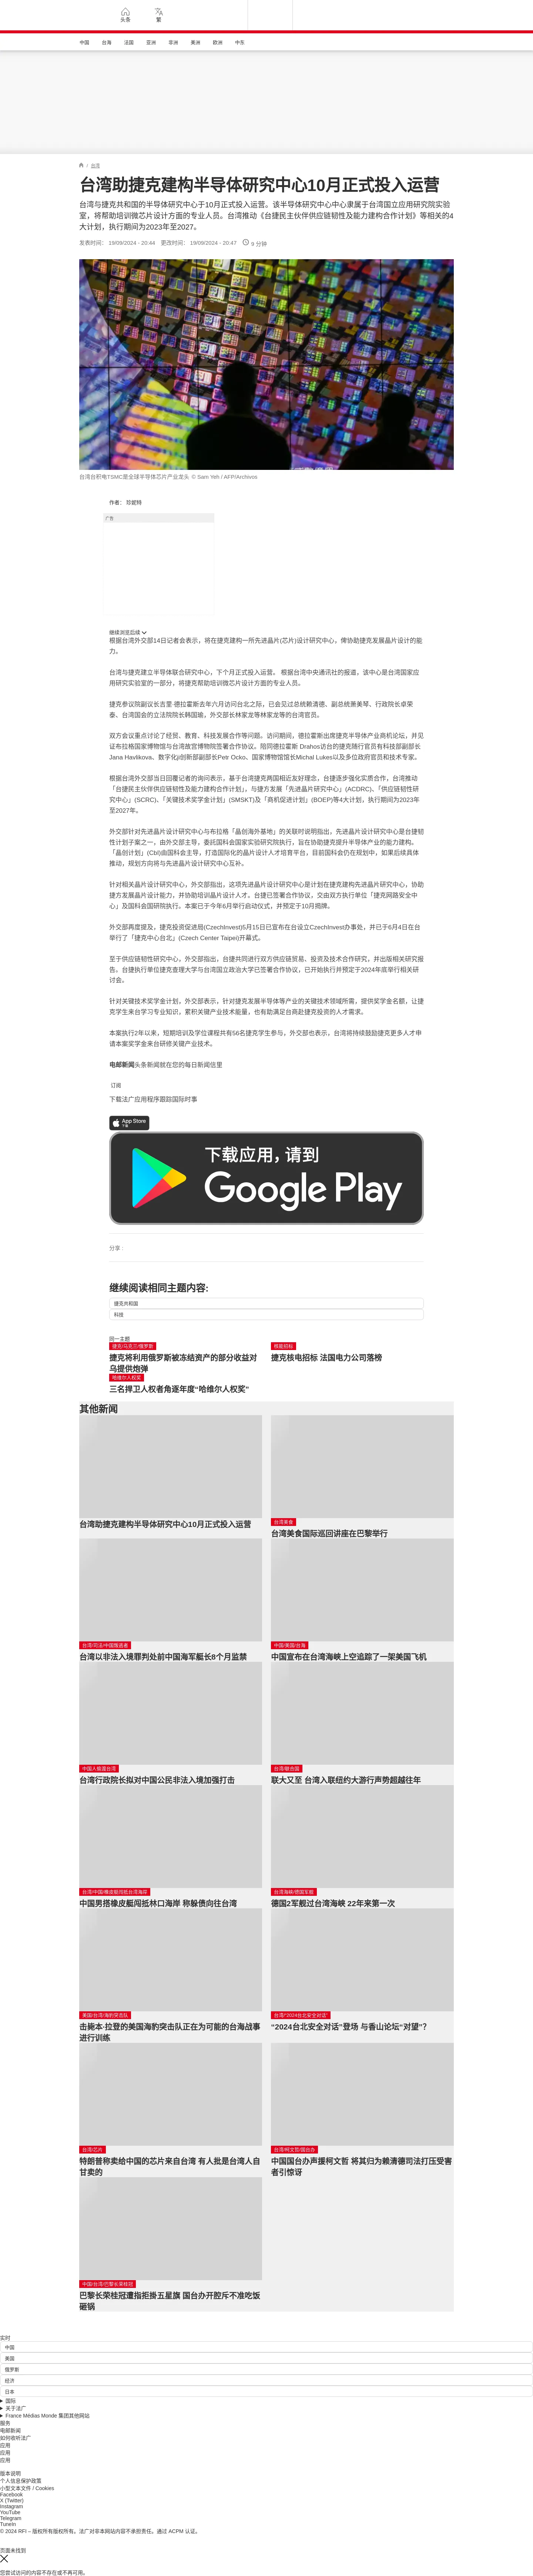 头条
繁
中国
台海
法国
亚洲
非洲
美洲
欧洲
中东
/ 台湾
台湾助捷克建构半导体研究中心10月正式投入运营
台湾与捷克共和国的半导体研究中心于10月正式投入运营。该半导体研究中心中心隶属于台湾国立应用研究院实验
室，将帮助培训微芯片设计方面的专业人员。台湾推动《台捷民主伙伴供应链韧性及能力建构合作计划》等相关的4
大计划，执行期间为2023年至2027。
发表时间： 19/09/2024 - 20:44 更改时间： 19/09/2024 - 20:47 9 分钟
台湾台积电TSMC是全球半导体芯片产业龙头 © Sam Yeh / AFP/Archivos
作者： 珍妮特
广告
继续浏览后续
根据台湾外交部14日记者会表示，将在捷克建构一所先进晶片(芯片)设计研究中心，俾协助捷克发展晶片设计的能
力。
台湾与捷克建立半导体联合研究中心，下个月正式投入运营。 根据台湾中央通讯社的报道，该中心是台湾国家应
用研究实验室的一部分，将捷克帮助培训微芯片设计方面的专业人员。
捷克参议院副议长吉里·德拉霍斯去年六月访问台北之际，已会见过总统赖清德、副总统萧美琴、行政院长卓荣
泰、台湾国会的立法院院长韩国瑜，外交部长林家龙等林家龙等的台湾官员。
双方会议重点讨论了经贸、教育、科技发展合作等问题。访问期间，德拉霍斯出席捷克半导体产业商机论坛，并见
证布拉格国家博物馆与台湾故宫博物院签署合作协议。陪同德拉霍斯 Drahos访台的捷克随行官员有科技部副部长
Jana Havlikova、数字化(创新部副部长Petr Očko、国家博物馆馆长Michal Lukes以及多位政府官员和技术专家。
根据台湾外交部当日回覆记者的询问表示，基于台湾捷克两国相近友好理念，台捷逐步强化实质合作，台湾推动
「台捷民主伙伴供应链韧性及能力建构合作计划」，与捷方发展「先进晶片研究中心」(ACDRC)、「供应链韧性研
究中心」(SCRC)、「关键技术奖学金计划」(SMSKT)及「商机促进计划」(BOEP)等4大计划，执行期间为2023年
至2027年。
外交部针对先进晶片设计研究中心与布拉格「晶创海外基地」的关联时说明指出，先进晶片设计研究中心是台捷韧
性计划子案之一，由外交部主导，委托国科会国家实验研究院执行，旨在协助捷克提升半导体产业的能力建构。
「晶创计划」(CbI)由国科会主导，打造国际化的晶片设计人才培育平台，目前国科会仍在规划中，如果后续具体
推动，规划方向将与先进晶片设计研究中心互补。
针对相关晶片设计研究中心，外交部指出，这项先进晶片设计研究中心是计划在捷克建构先进晶片研究中心，协助
捷方发展晶片设计能力，并协助培训晶片设计人才。台捷已签署合作协议，交由双方执行单位「捷克网路安全中
心」及国科会国研院执行。本案已于今年6月举行启动仪式，并预定于10月揭牌。
外交部再度提及，捷克投资促进局(CzechInvest)5月15日已宣布在台设立CzechInvest办事处，并已于6月4日在台
举行了「捷克中心台北」(Czech Center Taipei)开幕式。
至于供应链韧性研究中心，外交部指出，台捷共同进行双方供应链贸易、投资及技术合作研究，并出版相关研究报
告。台捷执行单位捷克查理大学与台湾国立政治大学已签署合作协议，已开始执行并预定于2024年底举行相关研
讨会。
针对关键技术奖学金计划，外交部表示，针对捷克发展半导体等产业的关键技术领域所需，提供奖学金名额，让捷
克学生来台学习专业知识，累积关键产业技术能量，也有助满足台商赴捷克投资的人才需求。
本案执行2年以来，短期培训及学位课程共有56名捷克学生参与，外交部也表示，台湾将持续鼓励捷克更多人才申
请本案奖学金来台研修关键产业技术。
电邮新闻头条新闻就在您的每日新闻信里
订阅
下载法广应用程序跟踪国际时事
App Store
下载应用，请到
Google Play
分享 :
继续阅读相同主题内容:
捷克共和国
科技
同一主题
捷克/乌克兰/俄罗斯
捷克将利用俄罗斯被冻结资产的部分收益对
乌提供炮弹
核能招标
捷克核电招标 法国电力公司落榜
哈维尔人权奖
三名捍卫人权者角逐年度“哈维尔人权奖”
其他新闻
台湾助捷克建构半导体研究中心10月正式投入运营
台湾美食
台湾美食国际巡回讲座在巴黎举行
台湾/司法/中国叛逃者
台湾以非法入境罪判处前中国海军艇长8个月监禁
中国/美国/台海
中国宣布在台湾海峡上空追踪了一架美国飞机
中国人偷渡台湾
台湾行政院长拟对中国公民非法入境加强打击
台湾/联合国
联大又至 台湾入联纽约大游行声势超越往年
台湾/中国/橡皮艇闯抵台湾海岸
中国男搭橡皮艇闯抵林口海岸 称躲债向往台湾
台湾海峡/德国军舰
德国2军舰过台湾海峡 22年来第一次
美国/台湾/海豹突击队
击毙本·拉登的美国海豹突击队正在为可能的台海战事
进行训练
台湾/“2024台北安全对话”
“2024台北安全对话”登场 与香山论坛“对望”？
台湾/芯片
特朗普称卖给中国的芯片来自台湾 有人批是台湾人自
甘卖的
台湾/柯文哲/国台办
中国国台办声援柯文哲 将其归为赖清德司法打压受害
者引惊讶
中国/台湾/巴黎长荣桂冠
巴黎长荣桂冠遭指拒掛五星旗 国台办开腔斥不准吃饭
砸锅
实时
中国
美国
俄罗斯
经济
日本
国际
关于法广
France Médias Monde 集团其他网站
服务
电邮新闻
如何收听法广
应用
应用
应用
版本说明
个人信息保护政策
小型文本文件 / Cookies
Facebook
X (Twitter)
Instagram
YouTube
Telegram
TuneIn
© 2024 RFI – 版权所有版权所有。法广对非本网站内容不承担责任。通过 ACPM 认证。
页面未找到
您尝试访问的内容不存在或不再可用。